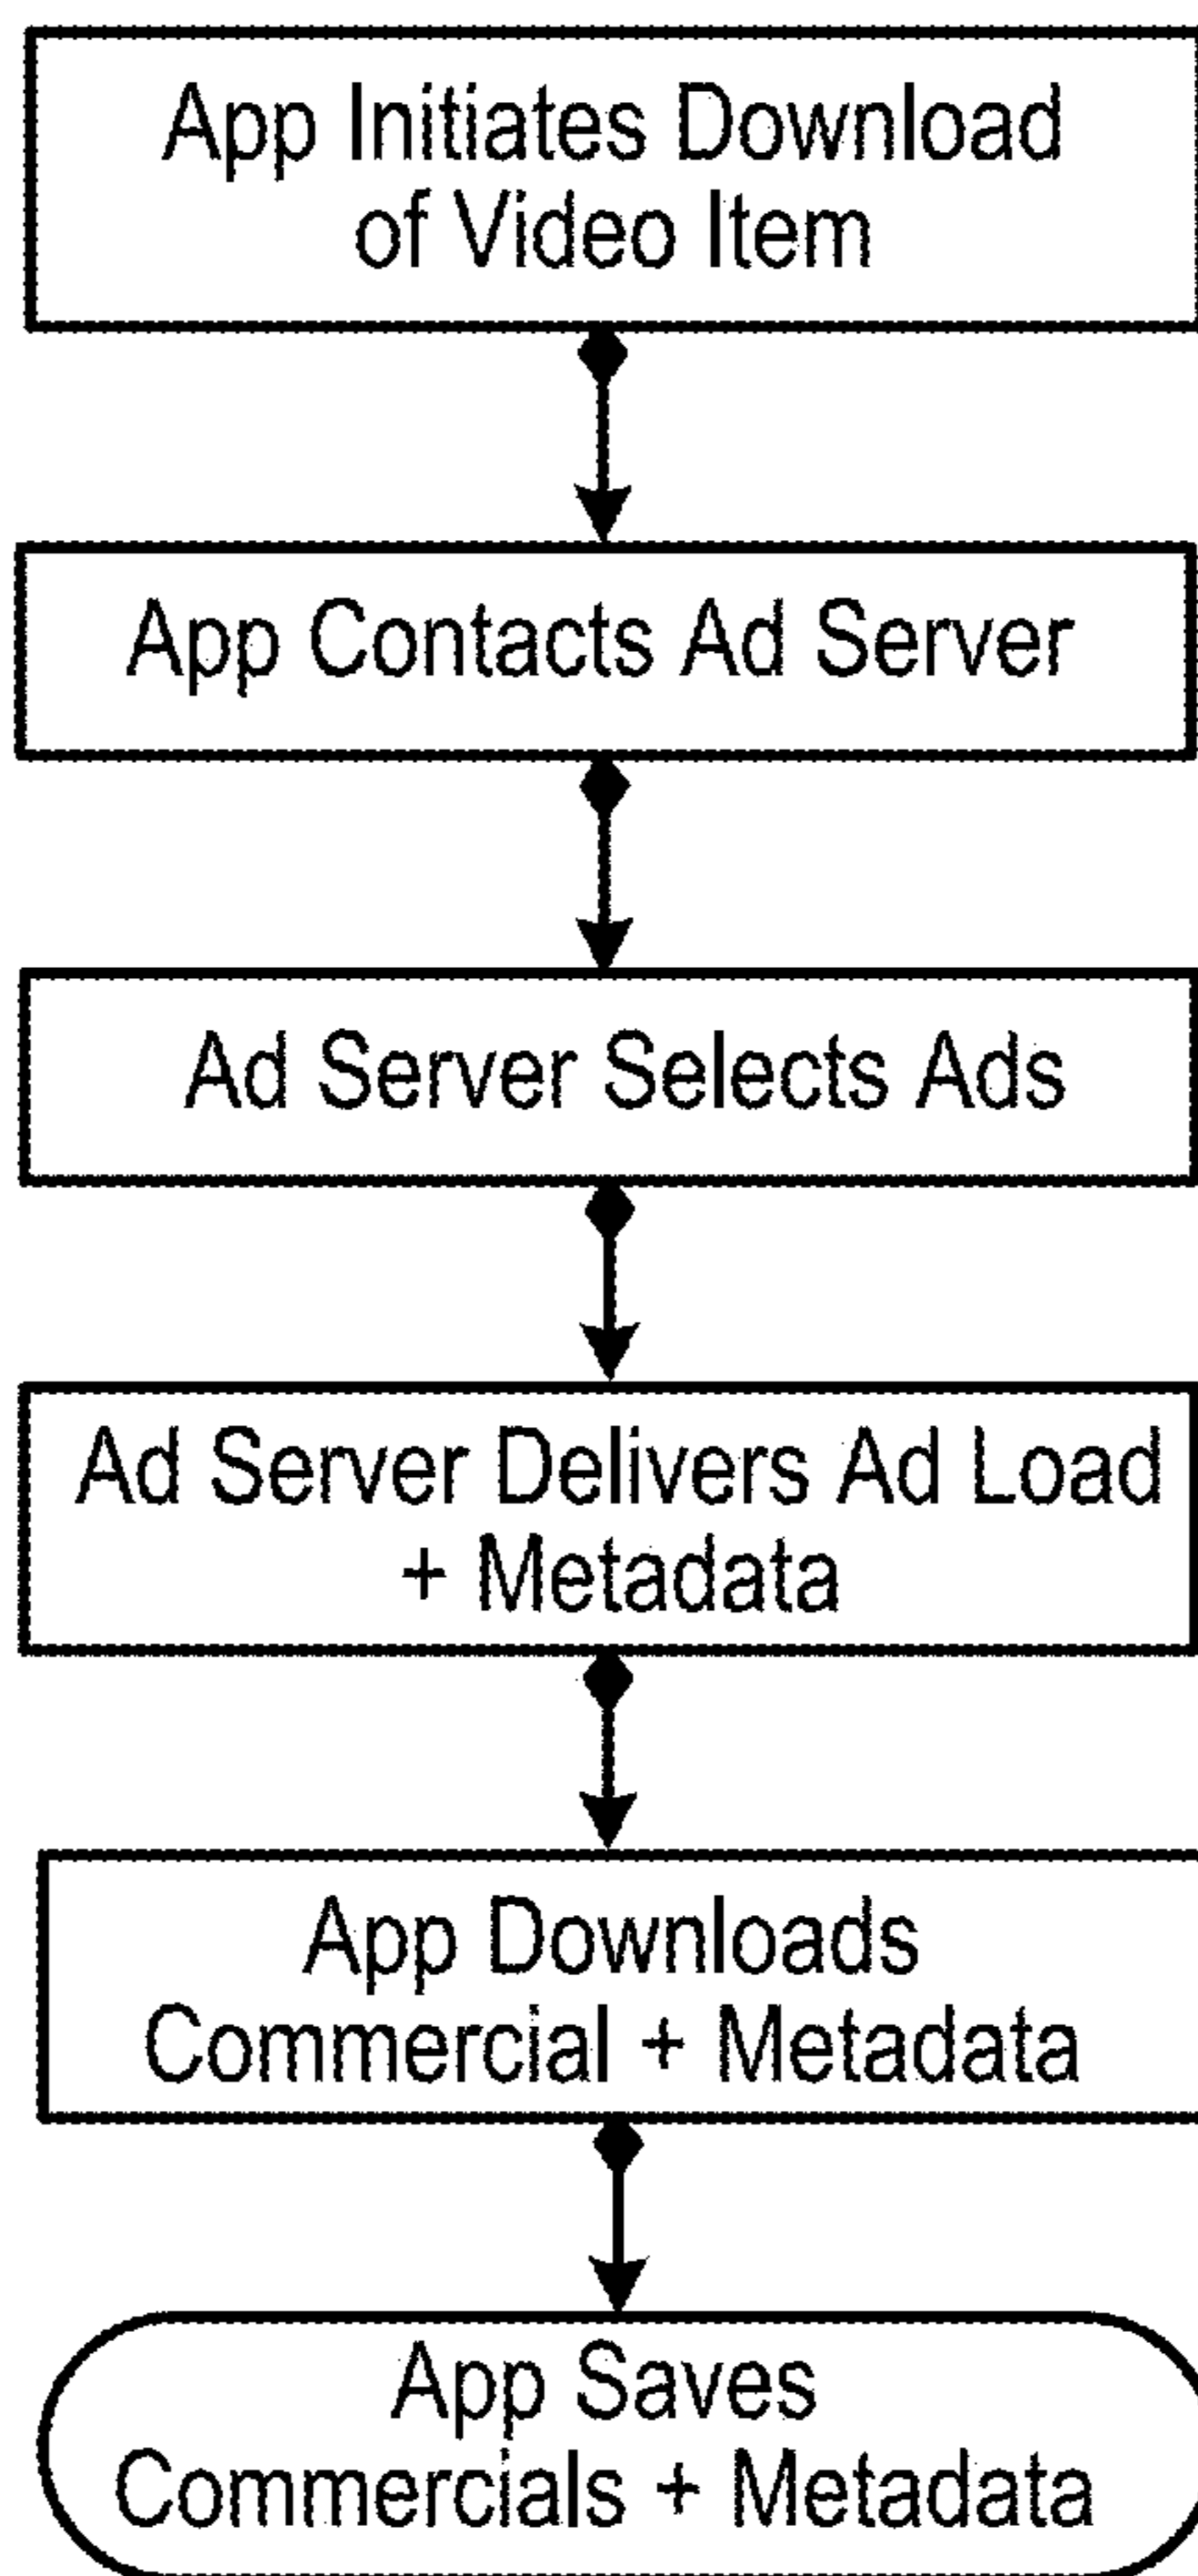 App Initiates Download
of Video Item
App Contacts Ad Server
Ad Server Selects Ads
Ad Server Delivers Ad Load
+ Metadata
App Downloads
Commercial + Metadata
App Saves
Commercials + Metadata